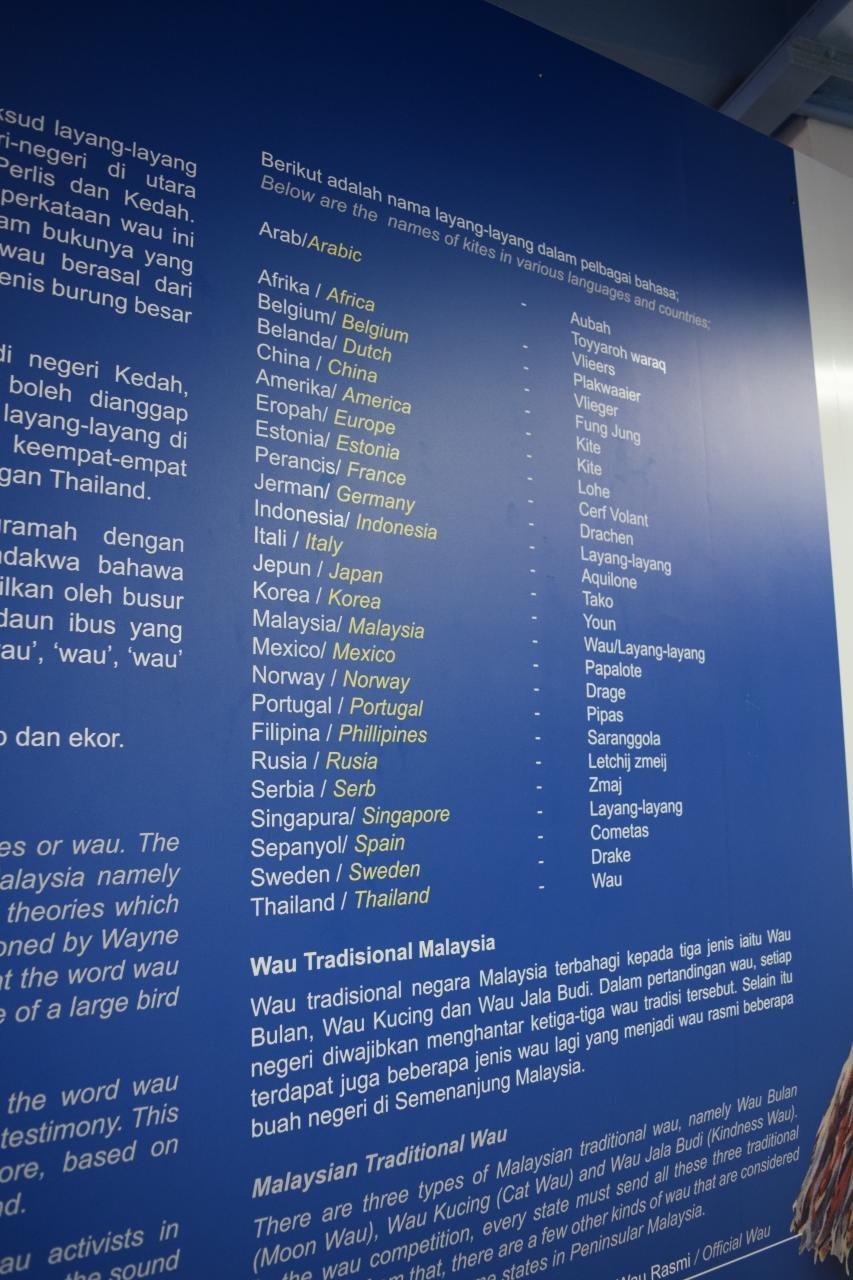 ksud layang-layang
ri-negeri di utara
Perlis dan Kedah.
perkataan wau ini
am bukunya yang
wau berasal dari
enis burung besar
di negeri Kedah,
boleh dianggap
layang-layang di
keempat-empat
gan Thailand.
ramah dengan
ndakwa bahawa
ilkan oleh busur
daun ibus yang
au', 'wau', 'wau'
dan ekor.
es or wau. The
alaysia namely
theories which
oned by Wayne
at the word wau
e of a large bird
the word wau
testimony. This
ore, based on
nd.
au activists in
the sound
Berikut adalah nama layang-layang dalam pelbagai bahasa;
Below are the names of kites in various languages and countries;
Arab/Arabic - Aubah
Toyyaroh waraq
Afrika / Africa - Vlieers
Belgium/ Belgium - Plakwaaier
Belanda/ Dutch - Vlieger
China / China - Fung Jung
Amerika/ America - Kite
Eropah/ Europe - Kite
Estonia/ Estonia - Lohe
Perancis/ France - Cerf Volant
Jerman/ Germany - Drachen
Indonesia/ Indonesia - Layang-layang
Itali / Italy - Aquilone
Jepun / Japan - Tako
Korea / Korea - Youn
Malaysia/ Malaysia - Wau/Layang-layang
Mexico/ Mexico - Papalote
Norway / Norway - Drage
Portugal / Portugal - Pipas
Filipina / Phillipines - Saranggola
Rusia / Rusia - Letchij zmeij
Serbia / Serb - Zmaj
Singapura/ Singapore - Layang-layang
Sepanyol/ Spain - Cometas
Sweden / Sweden - Drake
Thailand / Thailand - Wau
Wau Tradisional Malaysia
Wau tradisional negara Malaysia terbahagi kepada tiga jenis iaitu Wau
Bulan, Wau Kucing dan Wau Jala Budi. Dalam pertandingan wau, setiap
negeri diwajibkan menghantar ketiga-tiga wau tradisi tersebut. Selain itu
terdapat juga beberapa jenis wau lagi yang menjadi wau rasmi beberapa
buah negeri di Semenanjung Malaysia.
Malaysian Traditional Wau
There are three types of Malaysian traditional wau, namely Wau Bulan
(Moon Wau), Wau Kucing (Cat Wau) and Wau Jala Budi (Kindness Wau).
the wau competition, every state must send all these three traditional
m that, there are a few other kinds of wau that are considered
states in Peninsular Malaysia.
Wau Rasmi / Official Wau